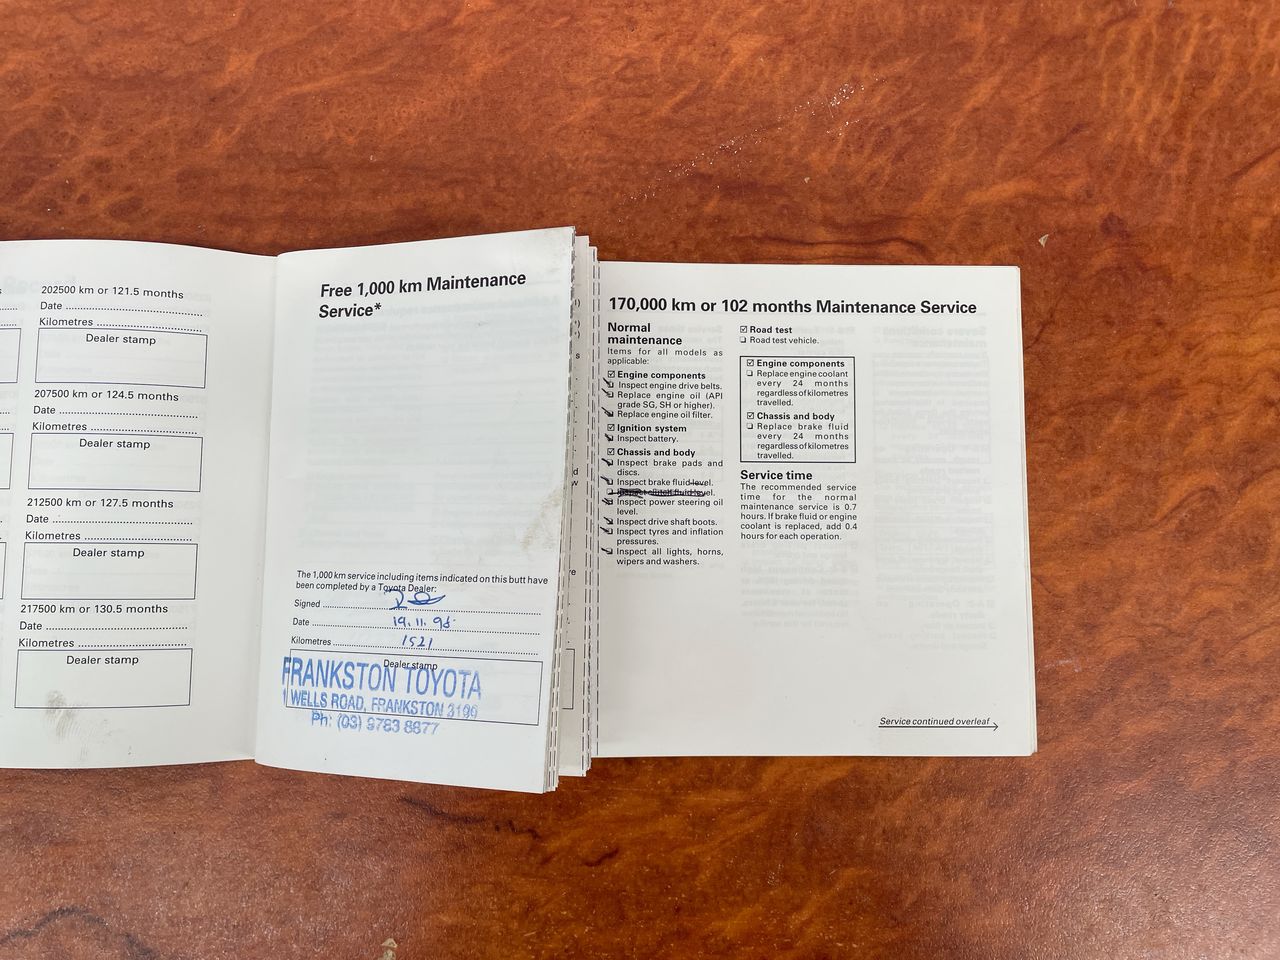 202500 km or 121.5 months
Date
Kilometres
Dealer stamp
207500 km or 124.5 months
Date
Kilometres
Dealer stamp
212500 km or 127.5 months
Date
Kilometres
Dealer stamp
217500 km or 130.5 months
Date
Kilometres
Dealer stamp
Free 1,000 km Maintenance
Service*
The 1,000 km service including items indicated on this butt have
been completed by a Toyota Dealer:
Signed
Date 19.11.98
Kilometres 1521
Dealer stamp
FRANKSTON TOYOTA
1 WELLS ROAD, FRANKSTON 3199
Ph: (03) 9783 8677
170,000 km or 102 months Maintenance Service
Normal
maintenance
Items for all models as
applicable:
Engine components
Inspect engine drive belts.
Replace engine oil (API
grade SG, SH or higher).
Replace engine oil filter.
Ignition system
Inspect battery.
Chassis and body
Inspect brake pads and
discs.
Inspect brake fluid level.
Inspect clutch fluid level.
Inspect power steering oil
level.
Inspect drive shaft boots.
Inspect tyres and inflation
pressures.
Inspect all lights, horns,
wipers and washers.
Road test
Road test vehicle.
Engine components
Replace engine coolant
every 24 months
regardless of kilometres
travelled.
Chassis and body
Replace brake fluid
every 24 months
regardless of kilometres
travelled.
Service time
The recommended service
time for the normal
maintenance service is 0.7
hours. If brake fluid or engine
coolant is replaced, add 0.4
hours for each operation.
Service continued overleaf